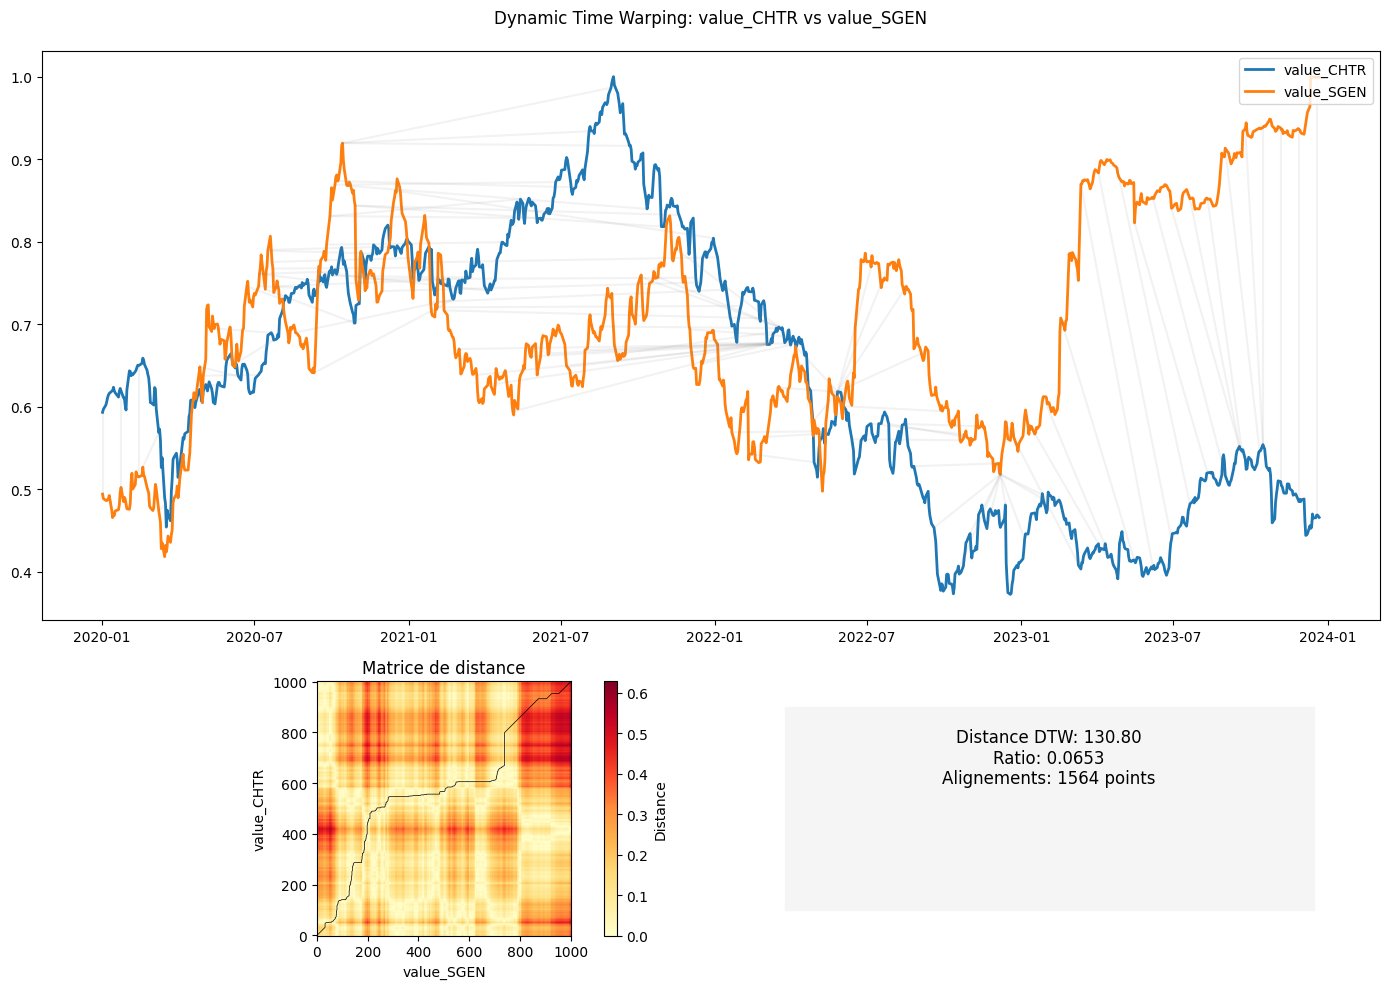 Dynamic Time Warping: value_CHTR vs value_SGEN
value_CHTR
value_SGEN
1.0
0.9
0.8
0.7
0.6
0.5
0.4
2020-01 2020-07 2021-01 2021-07 2022-01 2022-07 2023-01 2023-07 2024-01
Matrice de distance
value_CHTR
1000
800
600
400
200
0
0 200 400 600 800 1000
value_SGEN
0.6
0.5
0.4
0.3
0.2
0.1
0.0
Distance
Distance DTW: 130.80
Ratio: 0.0653
Alignements: 1564 points